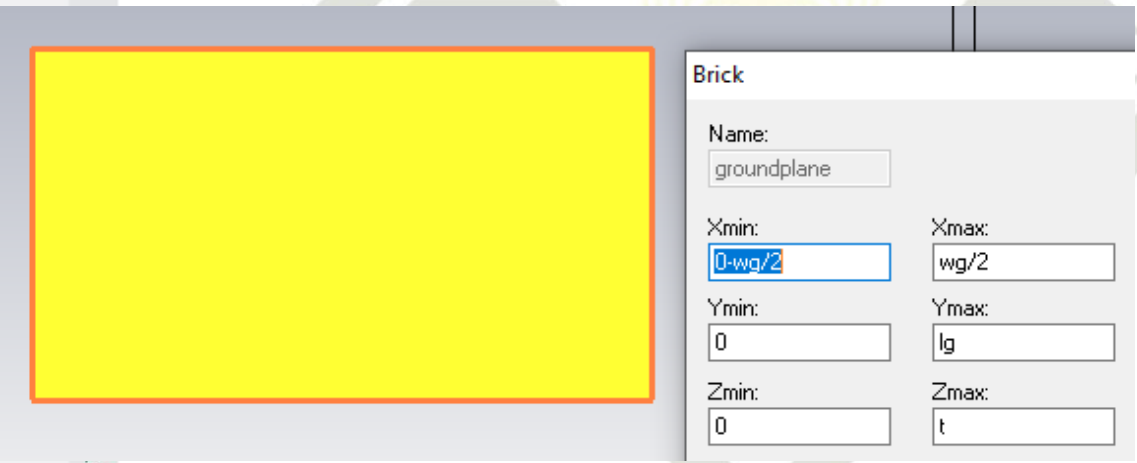 Brick
Name:
groundplane
Xmin: Xmax:
0-wg/2 wg/2
Ymin: Ymax:
0 lg
Zmin: Zmax:
0 t